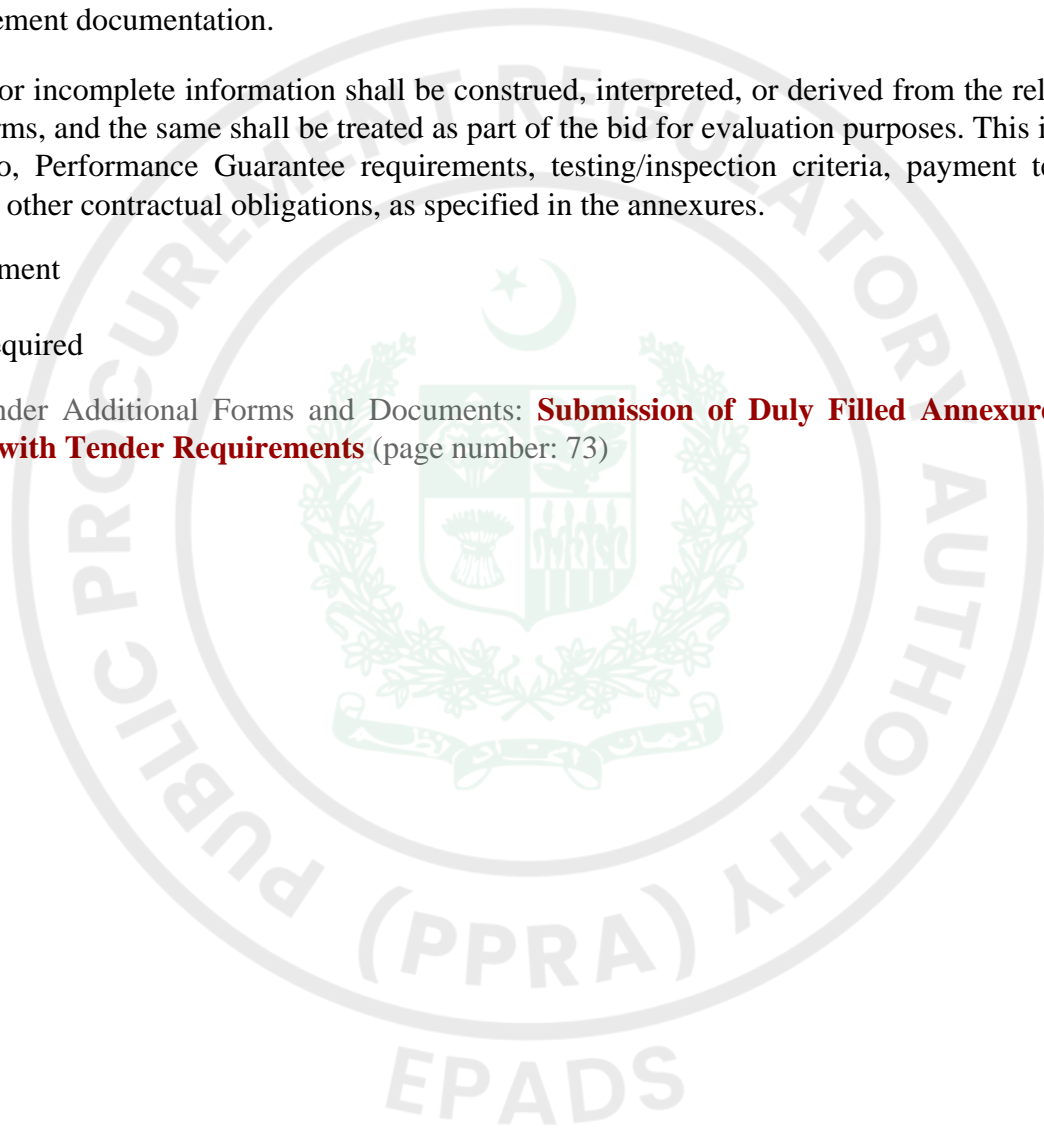 ement documentation.
or incomplete information shall be construed, interpreted, or derived from the rel
rms, and the same shall be treated as part of the bid for evaluation purposes. This i
o, Performance Guarantee requirements, testing/inspection criteria, payment te
other contractual obligations, as specified in the annexures.
ment
equired
nder Additional Forms and Documents: Submission of Duly Filled Annexure
with Tender Requirements (page number: 73)
PUBLIC PROCUREMENT REGULATORY AUTHORITY
(PPRA)
EPADS